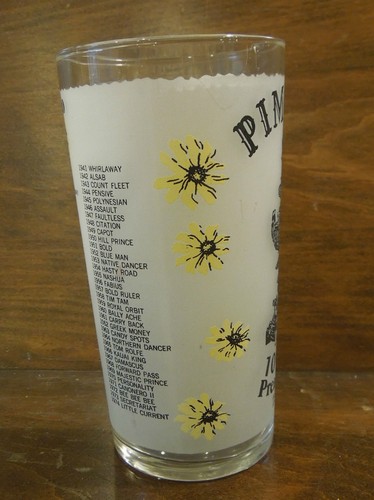 PIM
1941 WHIRLAWAY
1942 ALSAB
1943 COUNT FLEET
1944 PENSIVE
1945 POLYNESIAN
1946 ASSAULT
1947 FAULTLESS
1948 CITATION
1949 CAPOT
1950 HILL PRINCE
1951 BOLD
1952 BLUE MAN
1953 NATIVE DANCER
1954 HASTY ROAD
1955 NASHUA
1956 FABIUS
1957 BOLD RULER
1958 TIM TAM
1959 ROYAL ORBIT
1960 BALLY ACHE
1961 CARRY BACK
1962 GREEK MONEY
1963 CANDY SPOTS
1964 NORTHERN DANCER
1965 TOM ROLFE
1966 KAUAI KING
1967 DAMASCUS
1968 FORWARD PASS
1969 MAJESTIC PRINCE
1970 PERSONALITY
1971 CANONERO II
1972 BEE BEE BEE
1973 SECRETARIAT
1974 LITTLE CURRENT
10
Pre